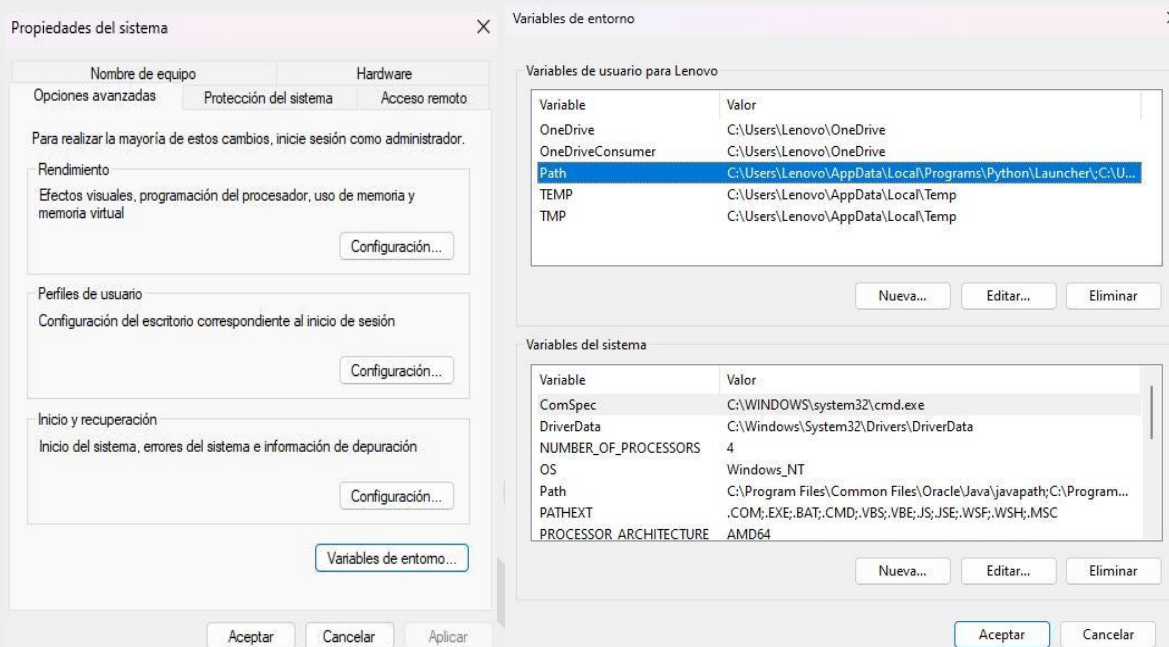 Propiedades del sistema
Nombre de equipo
Hardware
Opciones avanzadas
Protección del sistema
Acceso remoto
Para realizar la mayoría de estos cambios, inicie sesión como administrador.
Rendimiento
Efectos visuales, programación del procesador, uso de memoria y
memoria virtual
Configuración...
Perfiles de usuario
Configuración del escritorio correspondiente al inicio de sesión
Configuración...
Inicio y recuperación
Inicio del sistema, errores del sistema e información de depuración
Configuración...
Variables de entorno...
Aceptar Cancelar Aplicar
Variables de entorno
Variables de usuario para Lenovo
Variable Valor
OneDrive C:\Users\Lenovo\OneDrive
OneDriveConsumer C:\Users\Lenovo\OneDrive
Path C:\Users\Lenovo\AppData\Local\Programs\Python\Launcher\;C:\U...
TEMP C:\Users\Lenovo\AppData\Local\Temp
TMP C:\Users\Lenovo\AppData\Local\Temp
Nueva... Editar... Eliminar
Variables del sistema
Variable Valor
ComSpec C:\WINDOWS\system32\cmd.exe
DriverData C:\Windows\System32\Drivers\DriverData
NUMBER_OF_PROCESSORS 4
OS Windows_NT
Path C:\Program Files\Common Files\Oracle\Java\javapath;C:\Program...
PATHEXT .COM;.EXE;.BAT;.CMD;.VBS;.VBE;.JS;.JSE;.WSF;.WSH;.MSC
PROCESSOR_ARCHITECTURE AMD64
Nueva... Editar... Eliminar
Aceptar Cancelar